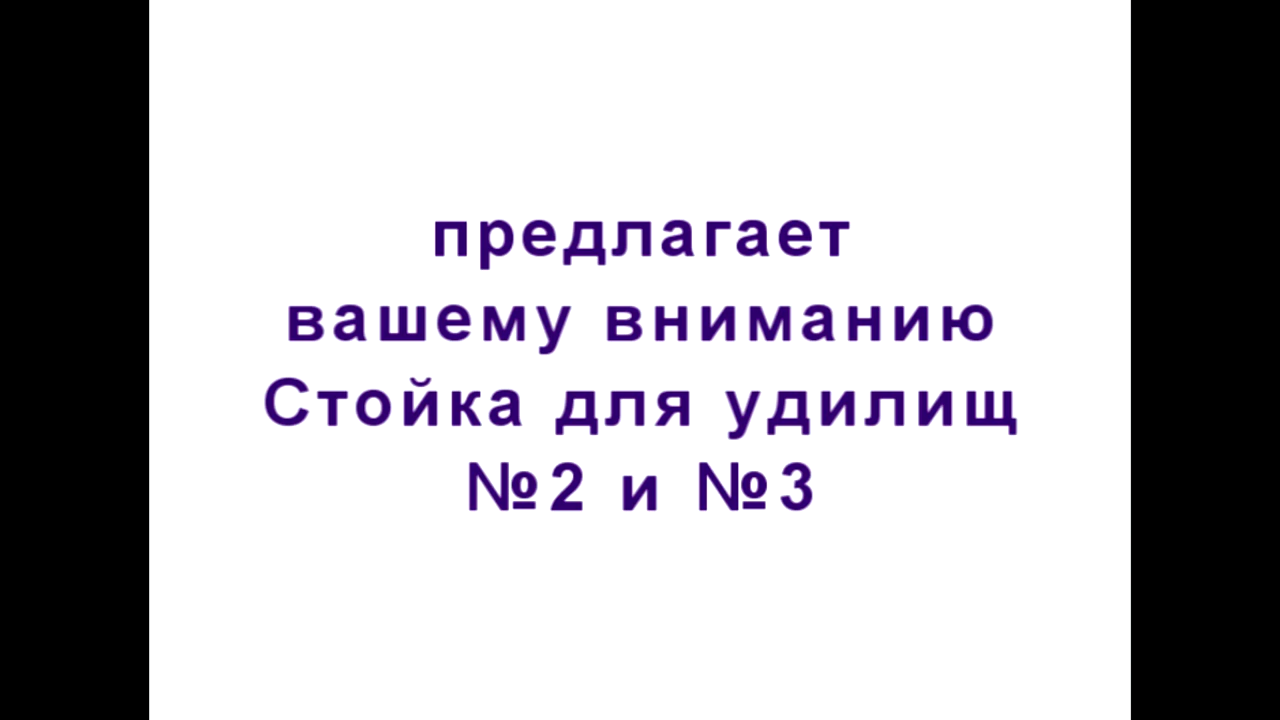 предлагает
вашему вниманию
Стойка для удилищ
№2 и №3